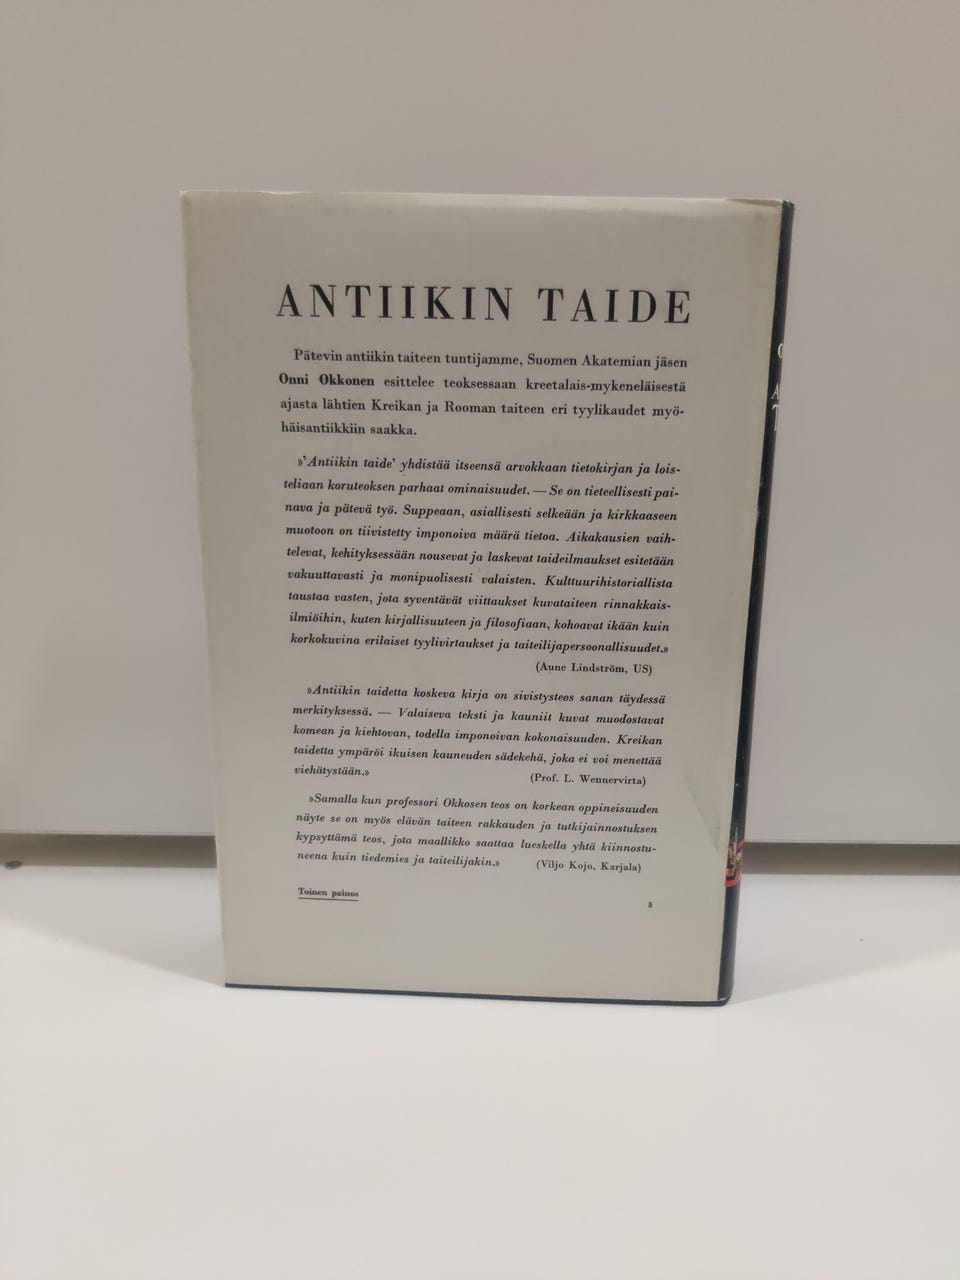 ANTIIKIN TAIDE
Pätevin antiikin taiteen tuntijamme, Suomen Akatemian jäsen
Onni Okkonen esittelee teoksessaan kreetalais-mykeneläisestä
ajasta lähtien Kreikan ja Rooman taiteen eri tyylikaudet myö-
häisantiikkiin saakka.
»'Antiikin taide' yhdistää itseensä arvokkaan tietokirjan ja lois-
teliaan koruteoksen parhaat ominaisuudet. — Se on tieteellisesti pai-
nava ja pätevä työ. Suppeaan, asiallisesti selkeään ja kirkkaaseen
muotoon on tiivistetty imponoiva määrä tietoa. Aikakausien vaih-
televat, kehityksessään nousevat ja laskevat taideilmaukset esitetään
vakuuttavasti ja monipuolisesti valaisten. Kulttuurihistoriallista
taustaa vasten, jota syventävät viittaukset kuvataiteen rinnakkais-
ilmiöihin, kuten kirjallisuuteen ja filosofiaan, kohoavat ikään kuin
korkokuvina erilaiset tyylivirtaukset ja taiteilijapersoonallisuudet.»
(Aune Lindström, US)
»Antiikin taidetta koskeva kirja on sivistysteos sanan täydessä
merkityksessä. — Valaiseva teksti ja kauniit kuvat muodostavat
komean ja kiehtovan, todella imponoivan kokonaisuuden. Kreikan
taidetta ympäröi ikuisen kauneuden sädekehä, joka ei voi menettää
viehätystään.» (Prof. L. Wennervirta)
»Samalla kun professori Okkosen teos on korkean oppineisuuden
näyte se on myös elävän taiteen rakkauden ja tutkijainnostuksen
kypsyttämä teos, jota maallikko saattaa lueskella yhtä kiinnostu-
neena kuin tiedemies ja taiteilijakin.» (Viljo Kojo, Karjala)
Toinen painos
5